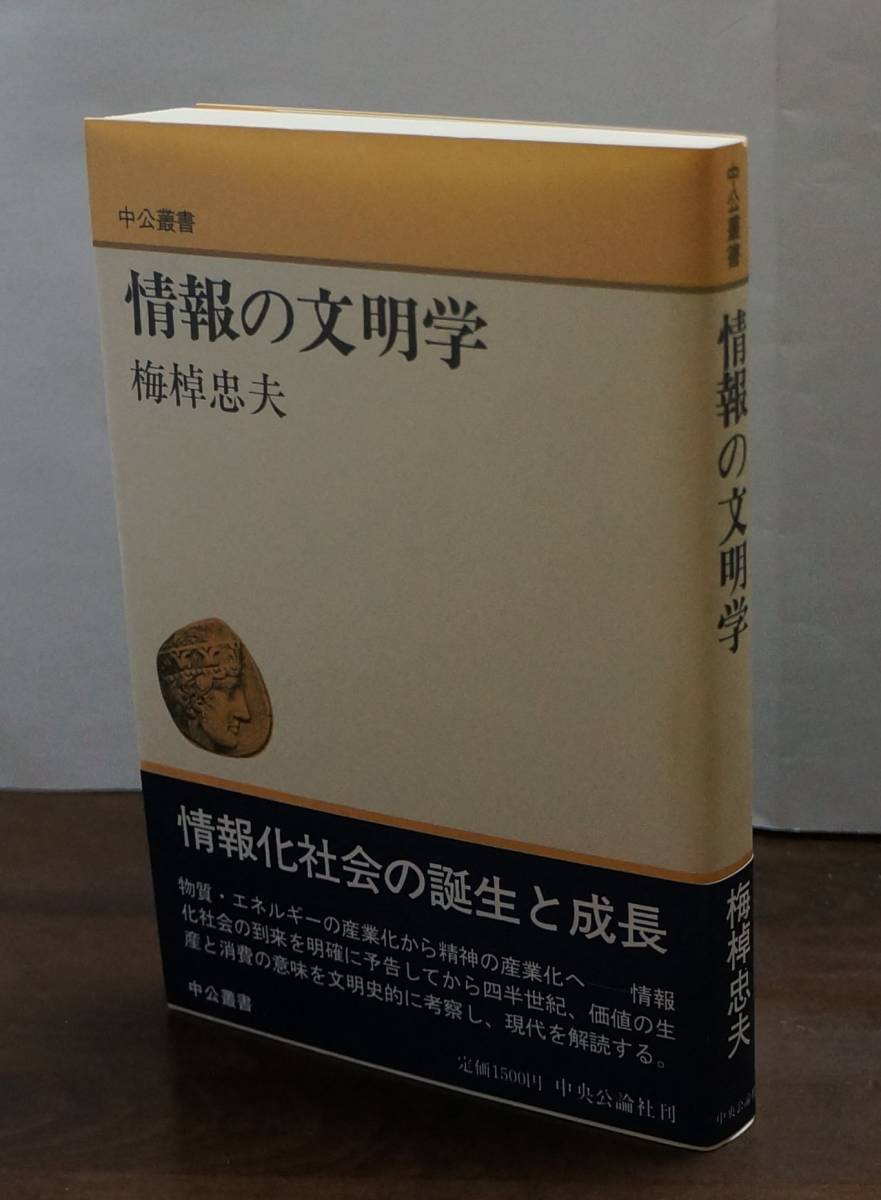 中公叢書
情報の文明学
梅棹忠夫
情報化社会の誕生と成長
物質・エネルギーの産業化から精神の産業化へ――情報
化社会の到来を明確に予告してから四半世紀、価値の生
産と消費の意味を文明史的に考察し、現代を解読する。
中公叢書
定価1500円 中央公論社刊
中公叢書
情報の文明学
梅棹忠夫
中央公論社